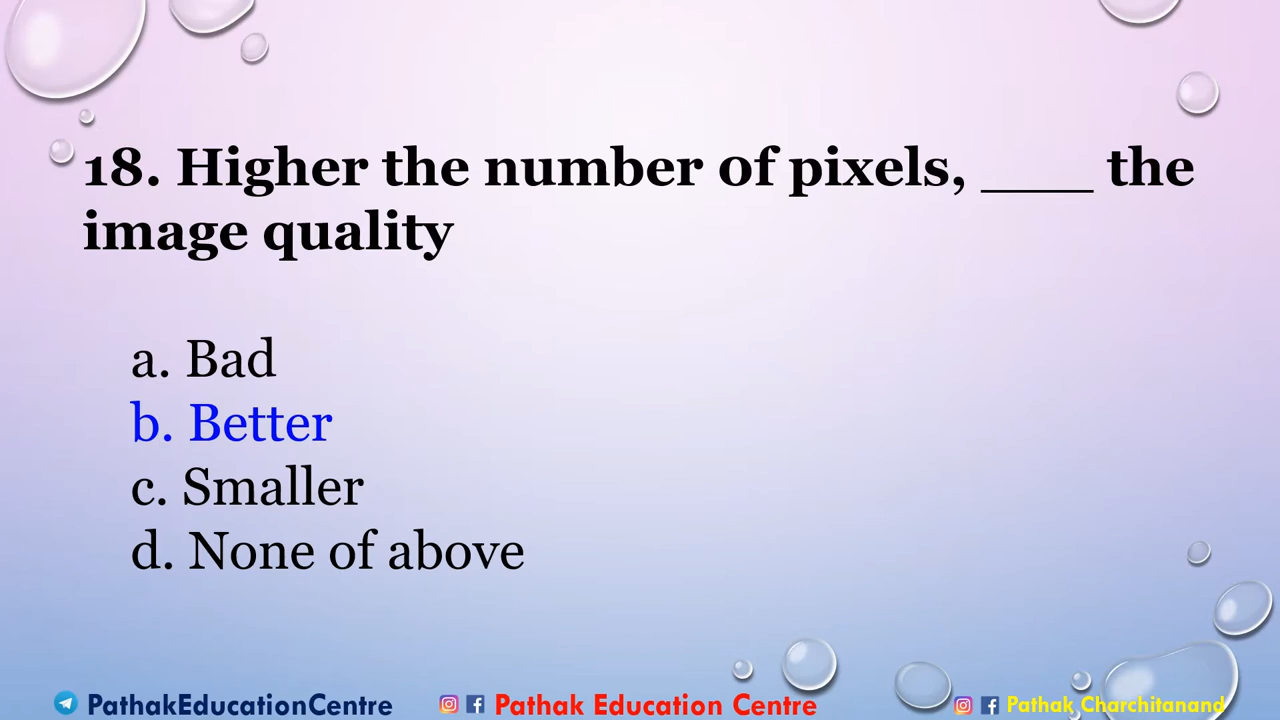 18. Higher the number of pixels, ____ the
image quality
a. Bad
b. Better
c. Smaller
d. None of above
PathakEducationCentre
Pathak Education Centre
Pathak Charchitanand